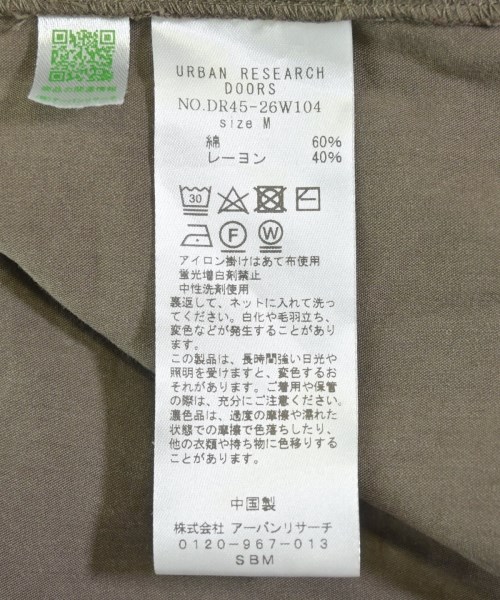 商品の関連情報
URBAN RESEARCH
DOORS
NO.DR45-26W104
size M
綿 60%
レーヨン 40%
30
F W
アイロン掛けはあて布使用
蛍光増白剤禁止
中性洗剤使用
裏返して、ネットに入れて洗っ
てください。白化や毛羽立ち、
変色などが発生することがあり
ます。
この製品は、長時間強い日光や
照明を受けますと、変色するお
それがあります。ご着用や保管
の際は、充分にご注意ください。
濃色品は、過度の摩擦や濡れた
状態での摩擦で色落ちしたり、
他の衣類や持ち物に色移りする
ことがあります。
中国製
株式会社 アーバンリサーチ
0120-967-013
SBM